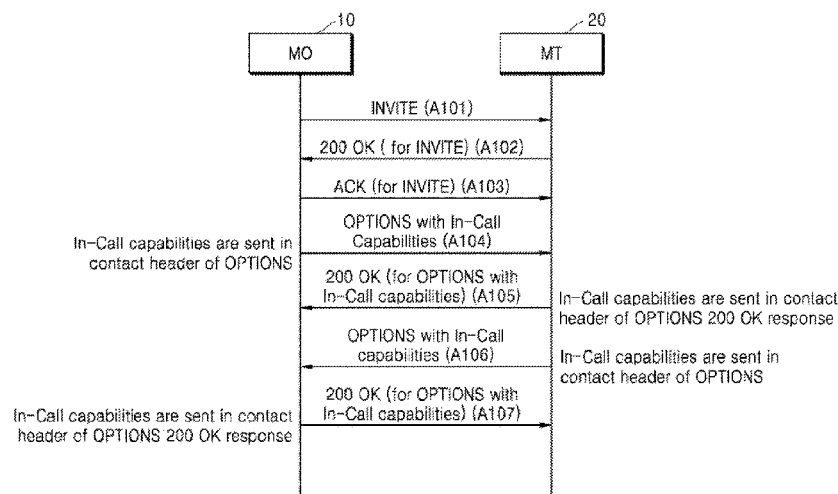 10
20
MO
MT
INVITE (A101)
200 OK ( for INVITE) (A102)
ACK (for INVITE) (A103)
OPTIONS with In-Call
Capabilities (A104)
In-Call capabilities are sent in
contact header of OPTIONS
200 OK (for OPTIONS with
In-Call capabilities) (A105)
In-Call capabilities are sent in contact
header of OPTIONS 200 OK response
OPTIONS with In-Call
capabilities (A106)
In-Call capabilities are sent in
contact header of OPTIONS
200 OK (for OPTIONS with
In-Call capabilities) (A107)
In-Call capabilities are sent in contact
header of OPTIONS 200 OK response